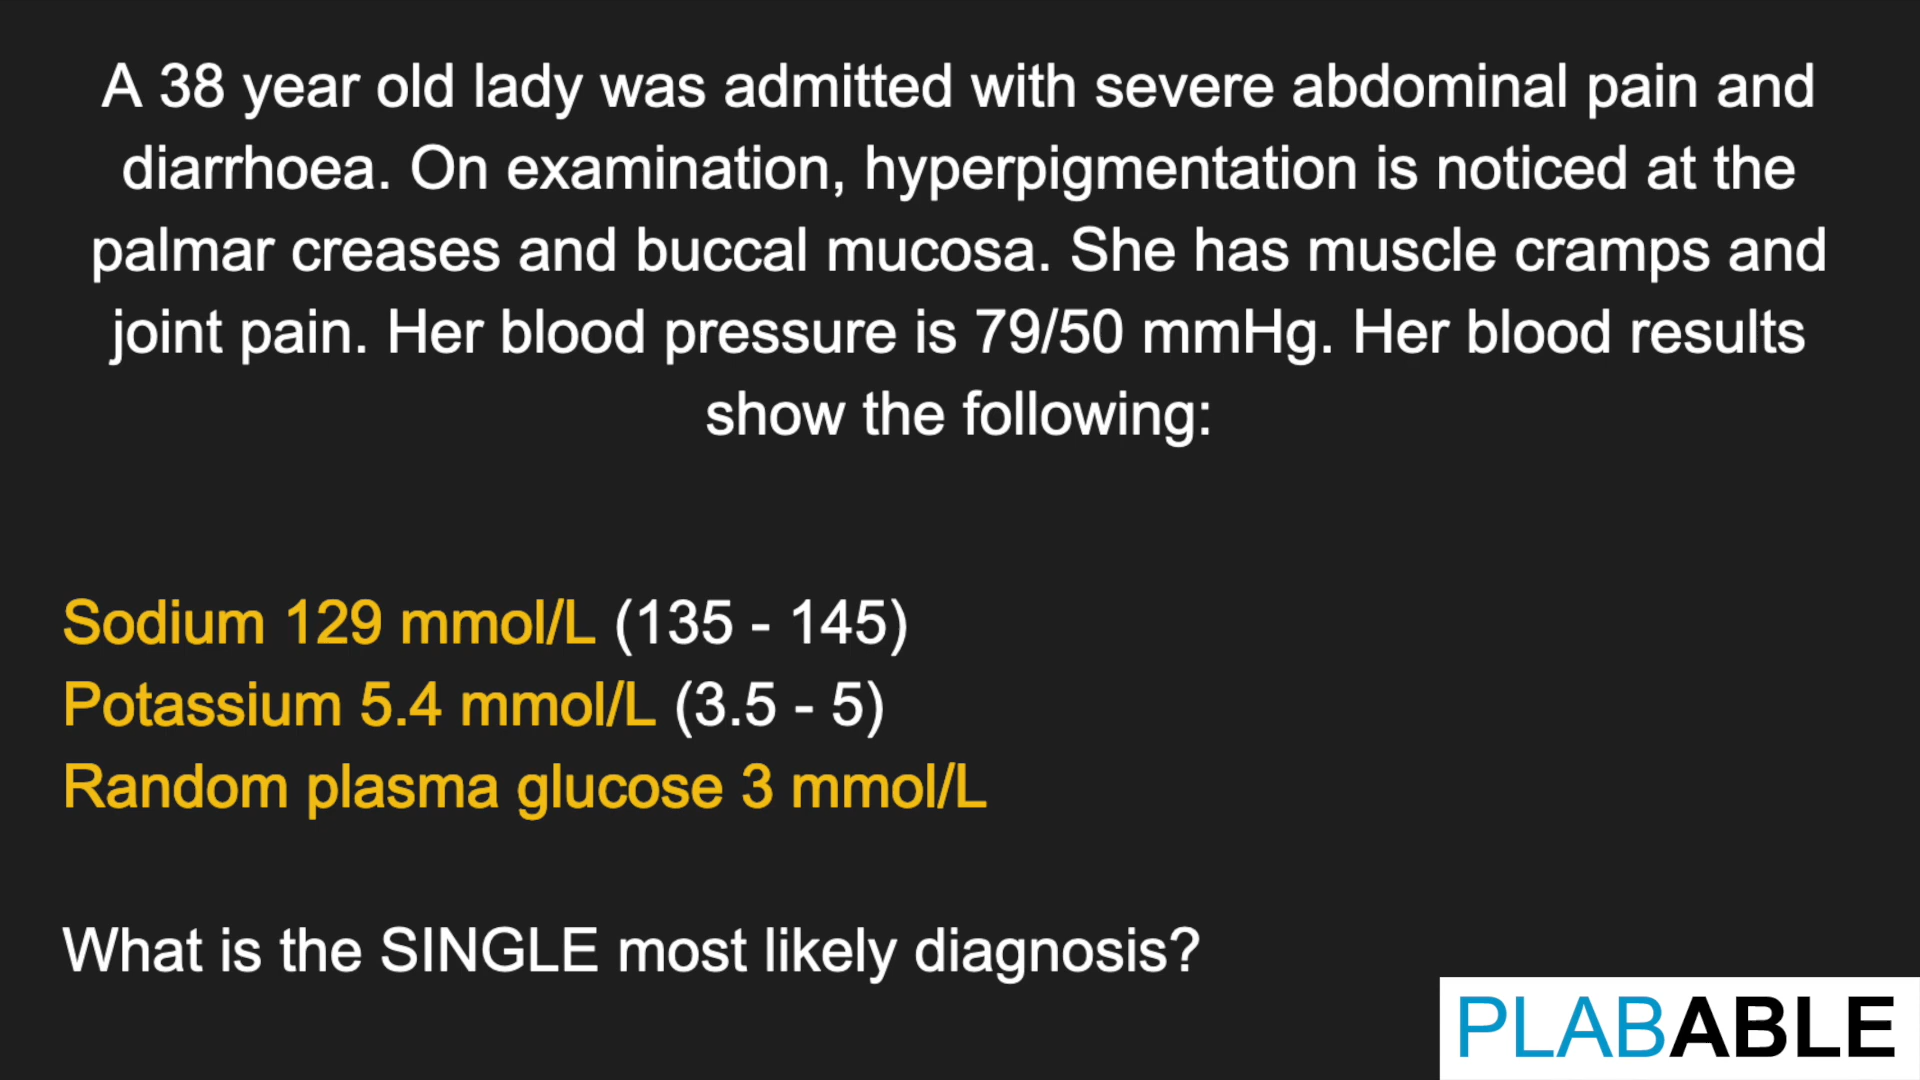 A 38 year old lady was admitted with severe abdominal pain and
diarrhoea. On examination, hyperpigmentation is noticed at the
palmar creases and buccal mucosa. She has muscle cramps and
joint pain. Her blood pressure is 79/50 mmHg. Her blood results
show the following:
Sodium 129 mmol/L (135 - 145)
Potassium 5.4 mmol/L (3.5 - 5)
Random plasma glucose 3 mmol/L
What is the SINGLE most likely diagnosis?
PLABABLE